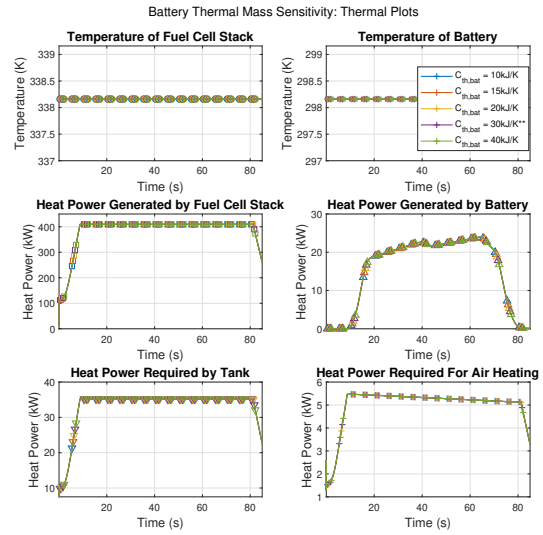 Battery Thermal Mass Sensitivity: Thermal Plots
Temperature of Fuel Cell Stack
Temperature (K)
339
338.5
338
337.5
337
20
40
60
80
Time (s)
Temperature of Battery
Temperature (K)
299
298.5
298
297.5
297
20
40
60
80
Time (s)
C_th,bat = 10kJ/K
C_th,bat = 15kJ/K
C_th,bat = 20kJ/K
C_th,bat = 30kJ/K**
C_th,bat = 40kJ/K
Heat Power Generated by Fuel Cell Stack
Heat Power (kW)
400
300
200
100
0
20
40
60
80
Time (s)
Heat Power Generated by Battery
Heat Power (kW)
30
20
10
0
20
40
60
80
Time (s)
Heat Power Required by Tank
Heat Power (kW)
40
30
20
10
20
40
60
80
Time (s)
Heat Power Required For Air Heating
Heat Power (kW)
6
5
4
3
2
1
20
40
60
80
Time (s)